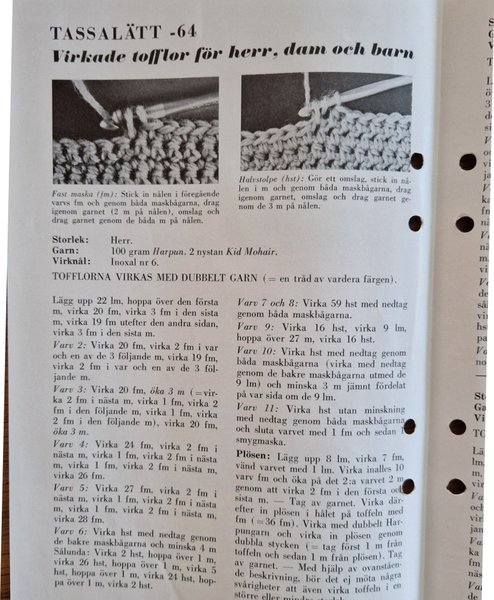 TASSALÄTT -64
Virkade tofflor för herr, dam och barn
Fast maska (fm): Stick in nålen i föregående
varvs fm och genom båda maskbågarna, drag
igenom garnet (2 m på nålen), omslag och
drag garnet genom de båda m på nålen.
Halvstolpe (hst): Gör ett omslag, stick in nå-
len i m och genom båda maskbågarna, drag
igenom garnet, omslag och drag garnet ge-
nom de 3 m på nålen.
Storlek: Herr.
Garn: 100 gram Harpun. 2 nystan Kid Mohair.
Virknål: Inoxal nr 6.
TOFFLORNA VIRKAS MED DUBBELT GARN (= en tråd av vardera färgen).
Lägg upp 22 lm, hoppa över den första
m, virka 20 fm, virka 3 fm i den sista
m, virka 19 fm utefter den andra sidan,
virka 3 fm i den sista m.
Varv 2: Virka 20 fm, virka 2 fm i var
och en av de 3 följande m, virka 19 fm,
virka 2 fm i var och en av de 3 föl-
jande m.
Varv 3: Virka 20 fm, öka 3 m (=vir-
ka 2 fm i nästa m, virka 1 fm, virka 2
fm i den följande m, virka 1 fm, virka
2 fm i den följande m), virka 20 fm,
öka 3 m.
Varv 4: Virka 24 fm, virka 2 fm i
nästa m, virka 1 fm, virka 2 fm i nästa
m, virka 1 fm, virka 2 fm i nästa m,
virka 26 fm.
Varv 5: Virka 27 fm, virka 2 fm i
nästa m, virka 1 fm, virka 2 fm i nästa
m, virka 1 fm, virka 2 fm i nästa m,
virka 28 fm.
Varv 6: Virka hst med nedtag genom
de bakre maskbågarna och minska 4 m
Sålunda: Virka 2 hst, hoppa över 1 m,
virka 26 hst, hoppa över 1 m, virka 5
hst, hoppa över 1 m, virka 24 hst, hop-
pa över 1 m, virka 2 hst.
Varv 7 och 8: Virka 59 hst med nedtag
genom båda maskbågarna.
Varv 9: Virka 16 hst, virka 9 lm,
hoppa över 27 m, virka 16 hst.
Varv 10: Virka hst med nedtag genom
båda maskbågarna (virka med nedtag
genom de bakre maskbågarna utmed de
9 lm) och minska 3 m jämnt fördelat
på var sida om de 9 lm.
Varv 11: Virka hst utan minskning
med nedtag genom båda maskbågarna
och sluta varvet med 1 fm och sedan 1
smygmaska.
Plösen: Lägg upp 8 lm, virka 7 fm,
vänd varvet med 1 lm. Virka inalles 10
varv fm och öka på det 2:a varvet 2 m
genom att virka 2 fm i den första och
sista m. — Tag av garnet. Virka där-
efter in plösen i hålet på toffeln med
fm (=36 fm). Virka med dubbelt Har-
pungarn och virka in plösen genom
dubbla stycken (= tag först 1 m från
toffeln och sedan 1 m från plösen). Tag
av garnet. — Med hjälp av ovanståen-
de beskrivning, bör det ej möta några
svårigheter att även virka tofflen i en